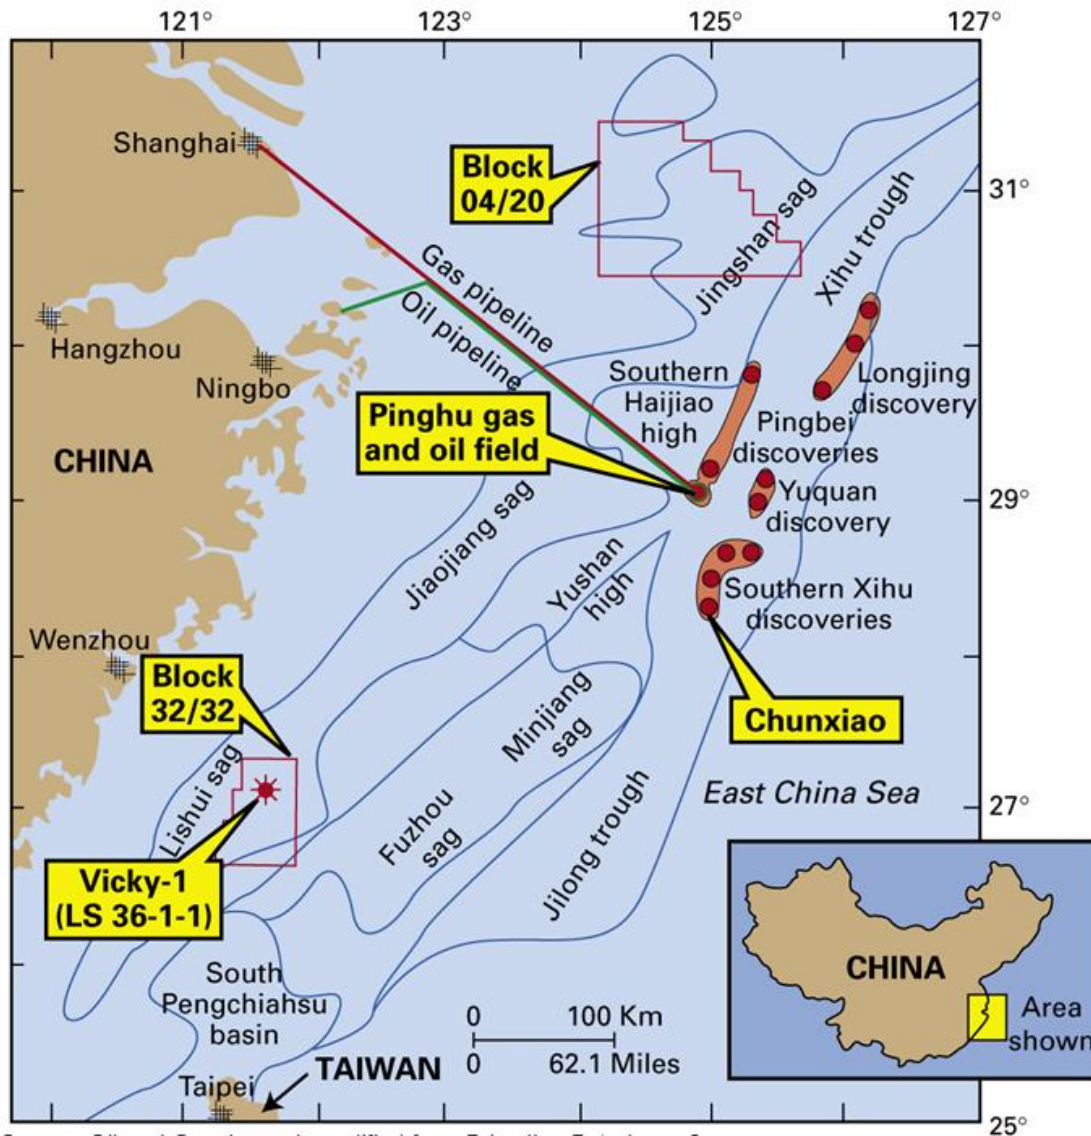 121°
123°
125°
127°
Shanghai
Block
04/20
31°
Jingshan sag
Xihu trough
Gas pipeline
Oil pipeline
Hangzhou
Ningbo
Southern
Haijiao
high
Longjing
discovery
Pingbei
discoveries
Pinghu gas
and oil field
CHINA
Yuquan
discovery
29°
Jiaojiang sag
Yushan
high
Southern Xihu
discoveries
Wenzhou
Block
32/32
Minjiang
sag
Chunxiao
Lishui sag
East China Sea
27°
Fuzhou
sag
Jilong trough
Vicky-1
(LS 36-1-1)
CHINA
South
Pengchiahsu
basin
0 100 Km
0 62.1 Miles
Area
shown
TAIWAN
Taipei
25°